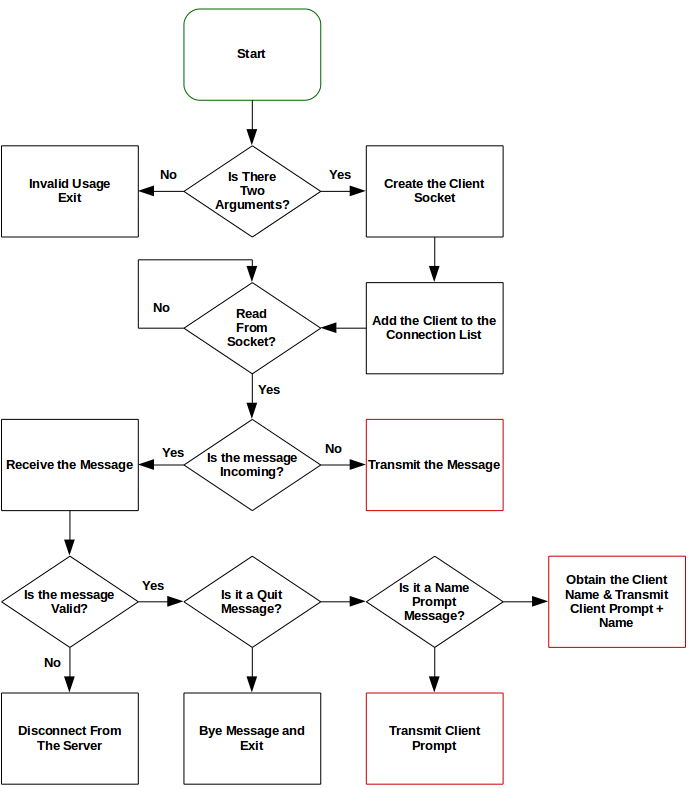 Start
Is There
Two
Arguments?
No
Yes
Invalid Usage
Exit
Create the Client
Socket
Read
From
Socket?
No
Add the Client to the
Connection List
Yes
Is the message
Incoming?
Yes
No
Receive the Message
Transmit the Message
Is the message
Valid?
Yes
Is it a Quit
Message?
Is it a Name
Prompt
Message?
Obtain the Client
Name & Transmit
Client Prompt +
Name
No
Disconnect From
The Server
Bye Message and
Exit
Transmit Client
Prompt